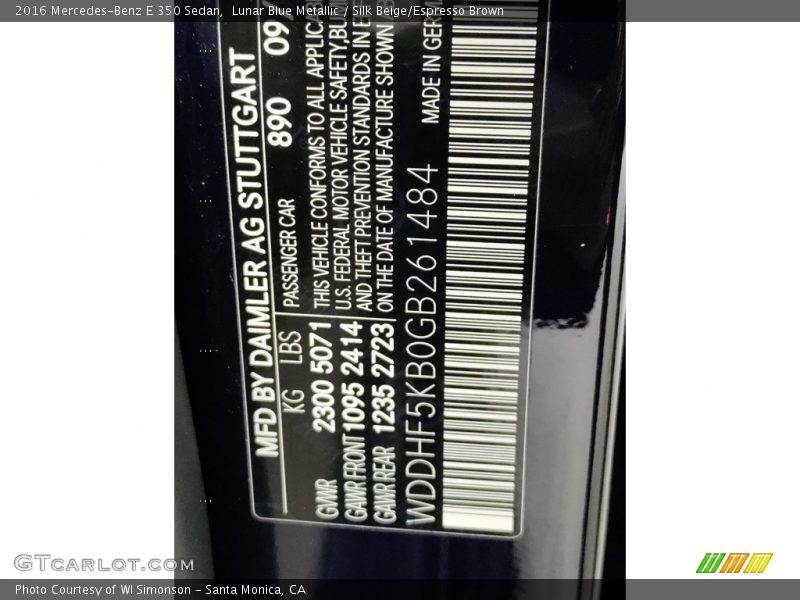 2016 Mercedes-Benz E 350 Sedan,  Lunar Blue Metallic / Silk Beige/Espresso Brown
MFD BY DAIMLER AG STUTTGART
890 09/
KG LBS PASSENGER CAR
GVWR 2300 5071 THIS VEHICLE CONFORMS TO ALL
GAWR FRONT 1095 2414 U.S. FEDERAL MOTOR VEHICLE SAFETY,
GAWR REAR 1235 2723 AND THEFT PREVENTION STANDARDS IN
ON THE DATE OF MANUFACTURE SHOWN
WDDHF5KB0GB261484 MADE IN
GTCARLOT.COM
Photo Courtesy of WI Simonson – Santa Monica, CA